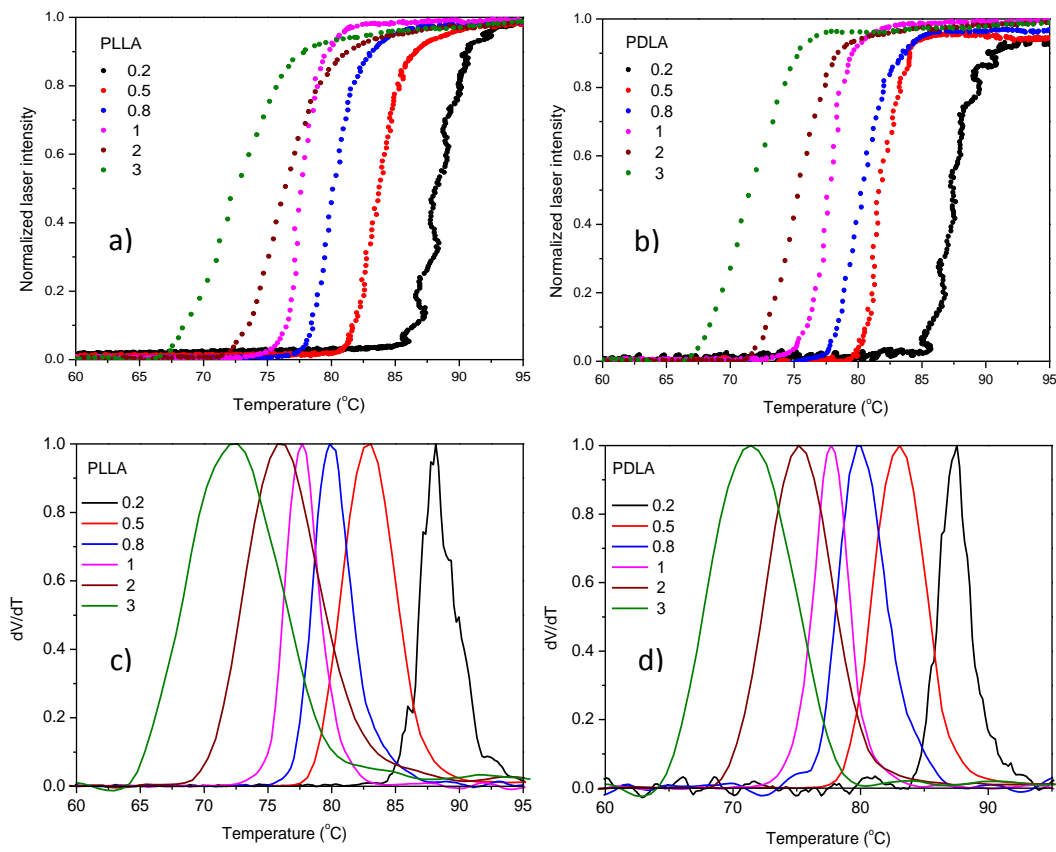 1.0
0.8
0.6
0.4
0.2
0.0
Normalized laser intensity
PLLA
0.2
0.5
0.8
1
2
3
a)
60 65 70 75 80 85 90 95
Temperature (°C)
1.0
0.8
0.6
0.4
0.2
0.0
Normalized laser intensity
PDLA
0.2
0.5
0.8
1
2
3
b)
60 65 70 75 80 85 90 95
Temperature (°C)
1.0
0.8
0.6
0.4
0.2
0.0
dV/dT
PLLA
0.2
0.5
0.8
1
2
3
c)
60 65 70 75 80 85 90 95
Temperature (°C)
1.0
0.8
0.6
0.4
0.2
0.0
dV/dT
PDLA
0.2
0.5
0.8
1
2
3
d)
60 70 80 90
Temperature (°C)